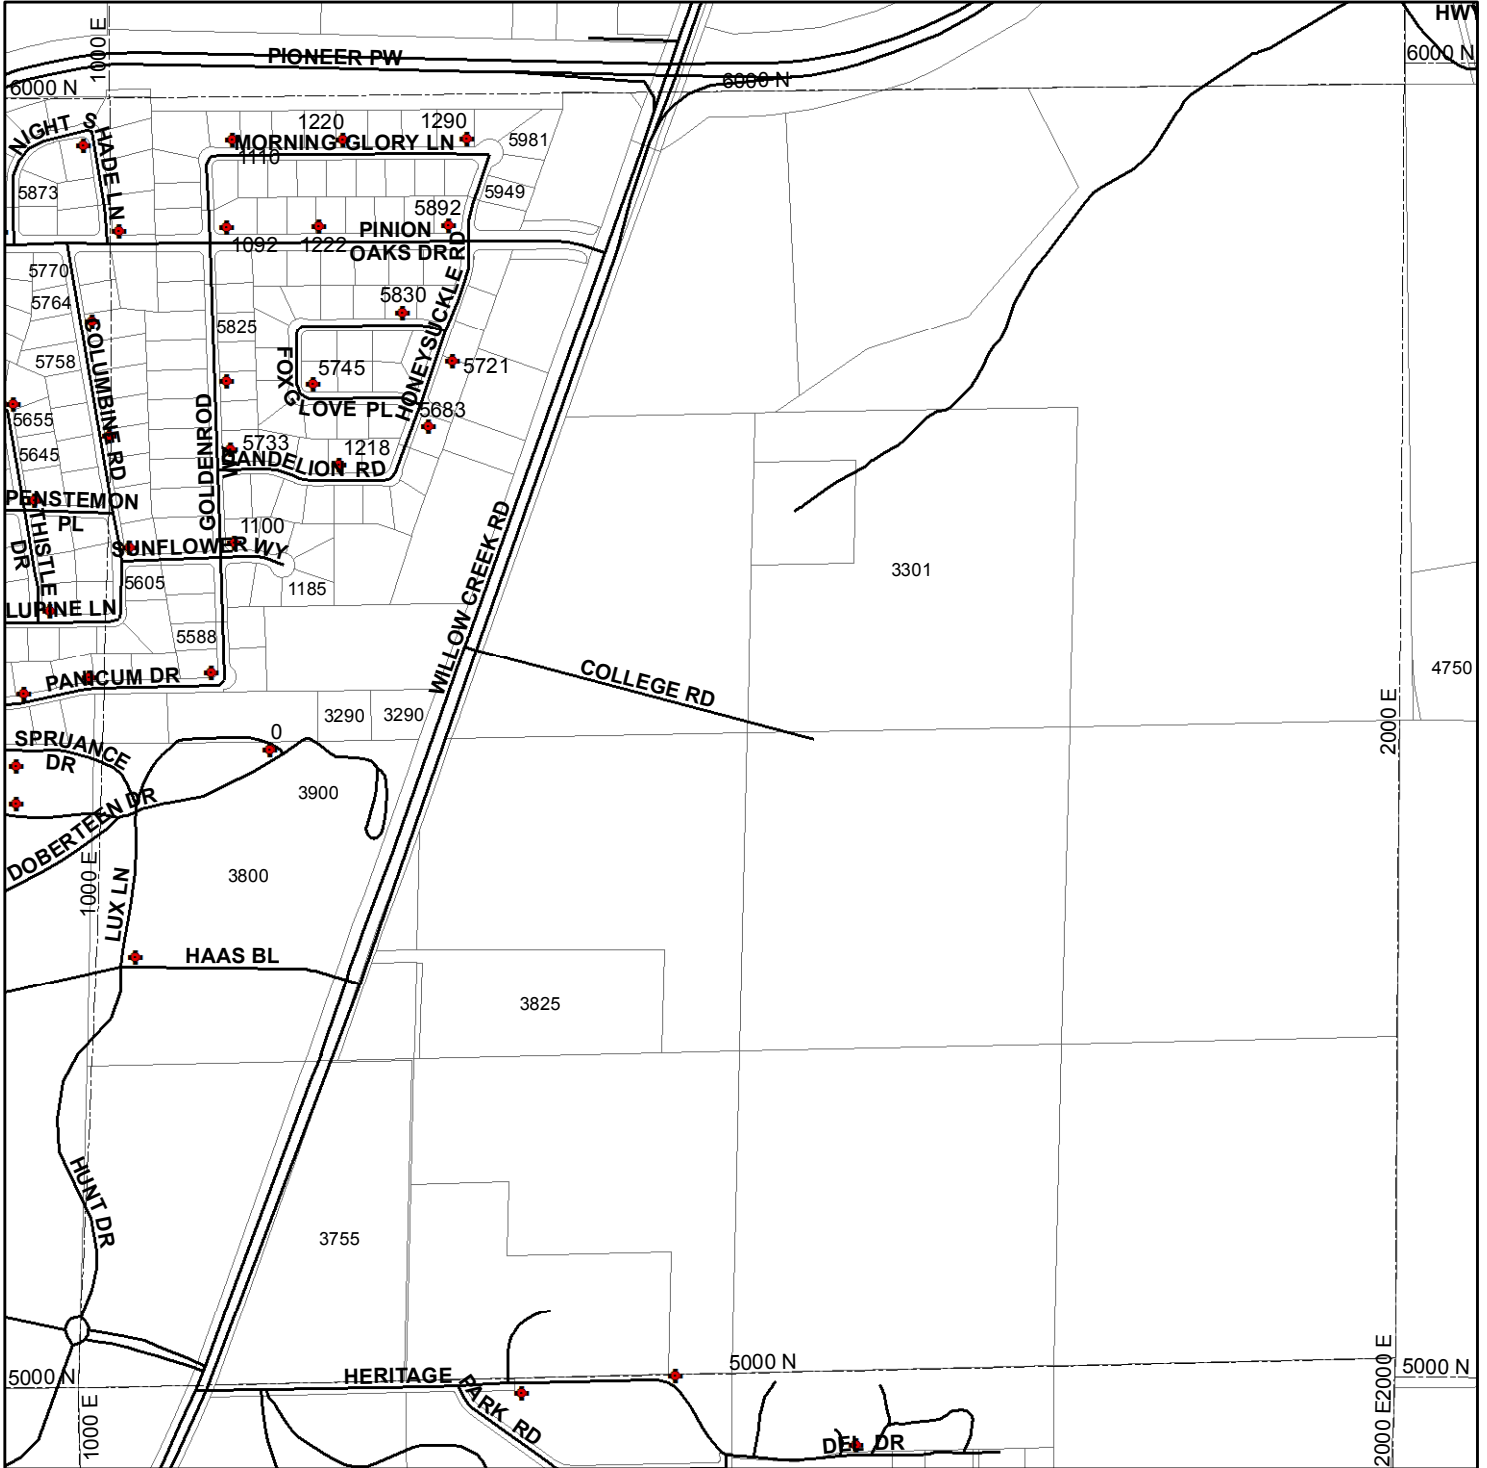 HWY
1000 E
PIONEER PW
6000 N
6000 N
6000 N
NIGHT SHADE LN
1220
1290
MORNING GLORY LN
1110
5981
5873
5949
5892
PINION
OAKS DR
1092
1222
HONEYSUCKLE RD
5770
5764
5830
5825
5758
COLUMBINE RD
FOXGLOVE PL
5745
5721
5683
5655
5645
GOLDENROD
WY
5733
1218
DANDELION RD
PENSTEMON
PL
THISTLE
DR
1100
SUNFLOWER WY
5605
1185
3301
LUPINE LN
5588
WILLOW CREEK RD
COLLEGE RD
4750
PANICUM DR
2000 E
3290
3290
0
SPRUANCE
DR
3900
DOBERTEEN DR
1000 E
3800
LUX LN
HAAS BL
3825
HUNT DR
3755
5000 N
HERITAGE
PARK RD
5000 N
5000 N
2000 E
2000 E
1000 E
DEL DR